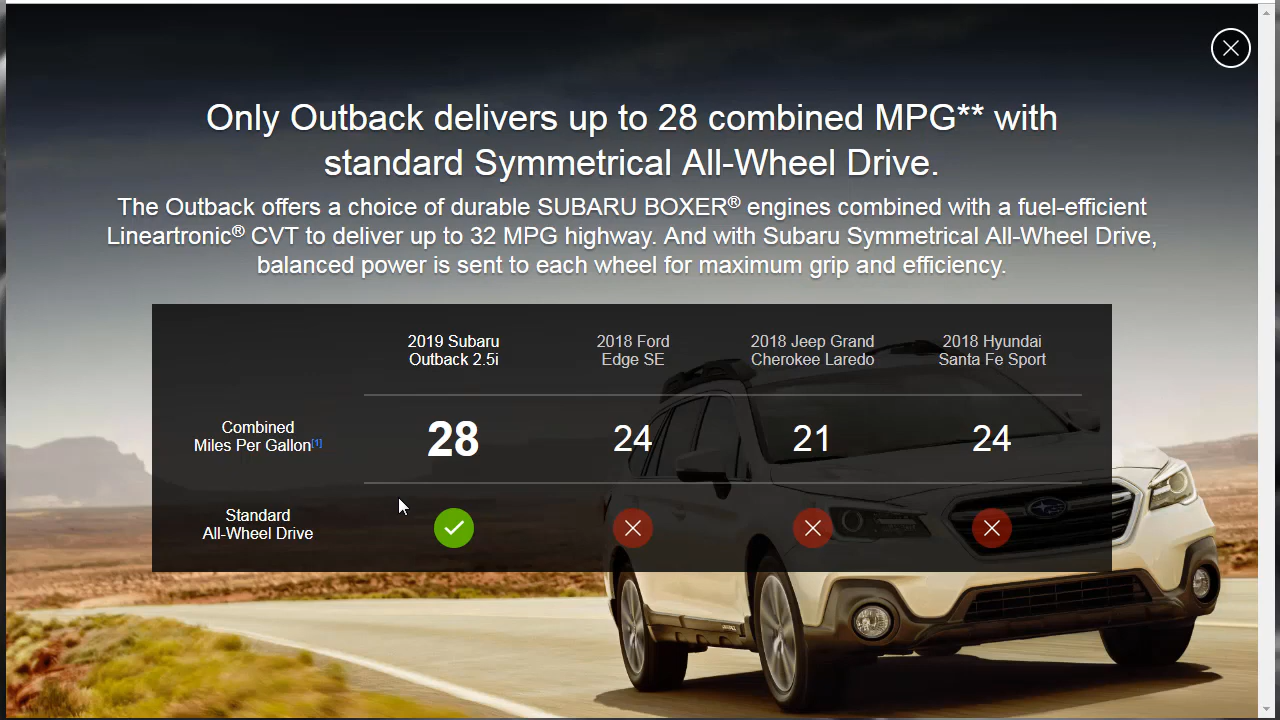 Only Outback delivers up to 28 combined MPG** with
standard Symmetrical All-Wheel Drive.
The Outback offers a choice of durable SUBARU BOXER® engines combined with a fuel-efficient
Lineartronic® CVT to deliver up to 32 MPG highway. And with Subaru Symmetrical All-Wheel Drive,
balanced power is sent to each wheel for maximum grip and efficiency.
2019 Subaru
Outback 2.5i
2018 Ford
Edge SE
2018 Jeep Grand
Cherokee Laredo
2018 Hyundai
Santa Fe Sport
Combined
Miles Per Gallon[1]
28
24
21
24
Standard
All-Wheel Drive